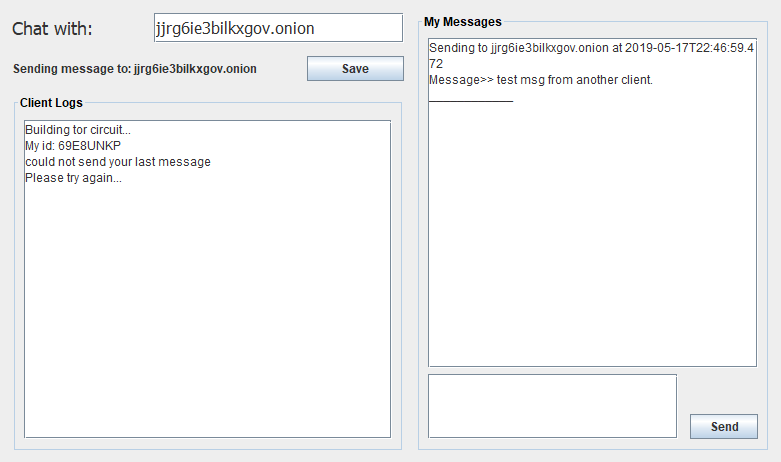 Chat with:
jjrg6ie3bilkxgov.onion
Sending message to: jjrg6ie3bilkxgov.onion
Save
Client Logs
Building tor circuit...
My id: 69E8UNKP
could not send your last message
Please try again...
My Messages
Sending to jjrg6ie3bilkxgov.onion at 2019-05-17T22:46:59.4
72
Message>> test msg from another client.
______________
Send